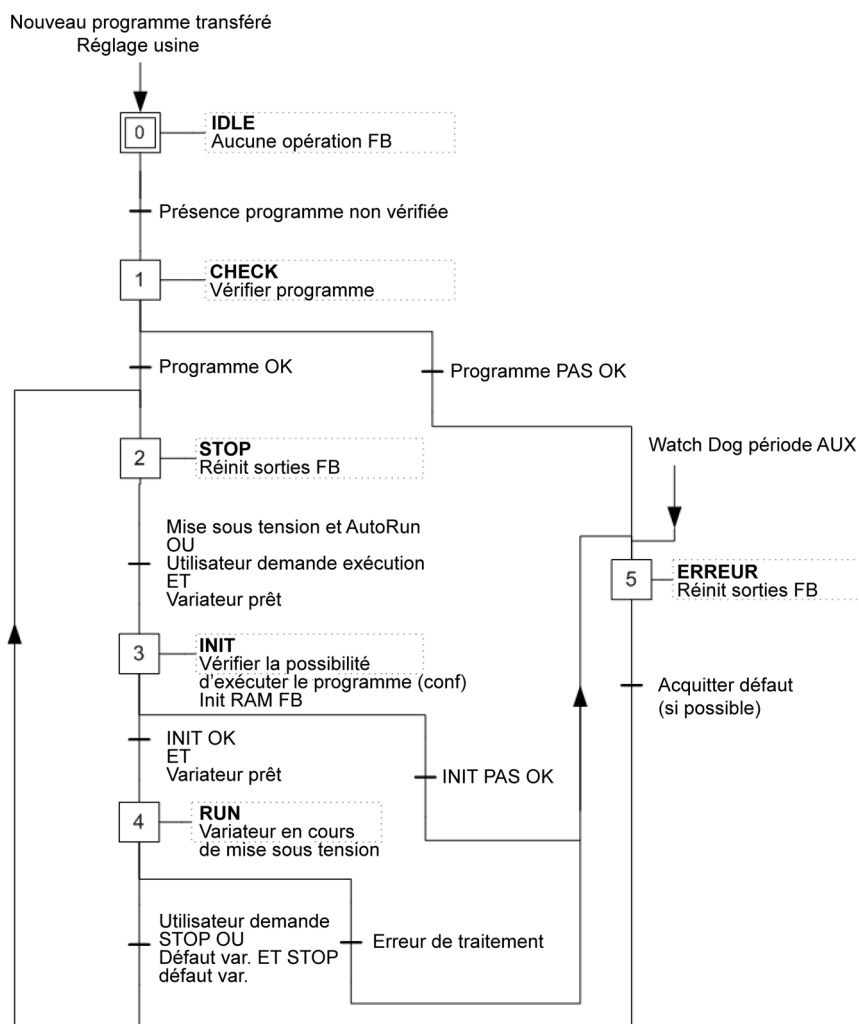 Nouveau programme transféré
Réglage usine
0
IDLE
Aucune opération FB
Présence programme non vérifiée
1
CHECK
Vérifier programme
Programme OK
Programme PAS OK
2
STOP
Réinit sorties FB
Watch Dog période AUX
Mise sous tension et AutoRun
OU
Utilisateur demande exécution
ET
Variateur prêt
5
ERREUR
Réinit sorties FB
3
INIT
Vérifier la possibilité
d'exécuter le programme (conf)
Init RAM FB
Acquitter défaut
(si possible)
INIT OK
ET
Variateur prêt
INIT PAS OK
4
RUN
Variateur en cours
de mise sous tension
Utilisateur demande
STOP OU
Défaut var. ET STOP
défaut var.
Erreur de traitement